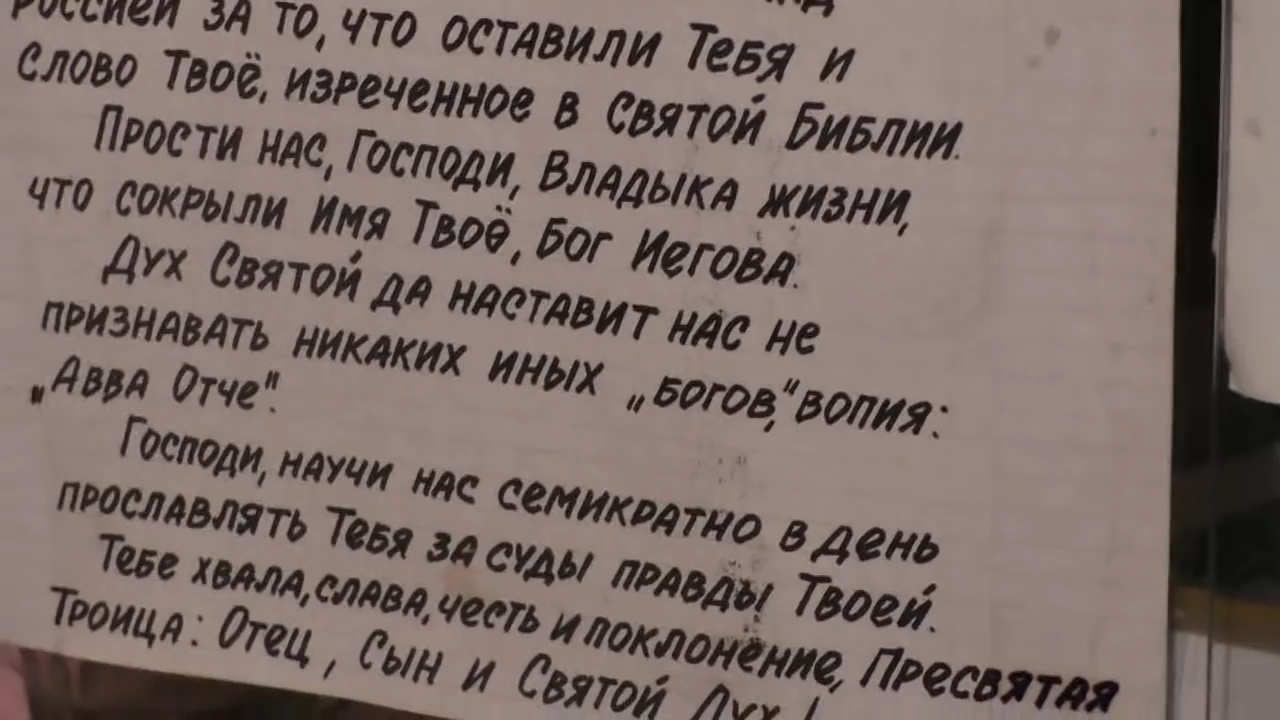 Россией за то, что оставили Тебя и
Слово Твоё, изреченное в Святой Библии.
Прости нас, Господи, Владыка жизни,
что сокрыли Имя Твоё, Бог Иегова.
Дух Святой да наставит нас не
признавать никаких иных „богов,“ вопия:
„Авва Отче".
Господи, научи нас семикратно в день
прославлять Тебя за суды правды Твоей.
Тебе хвала, слава, честь и поклонение, Пресвятая
Троица: Отец, Сын и Святой Дух!